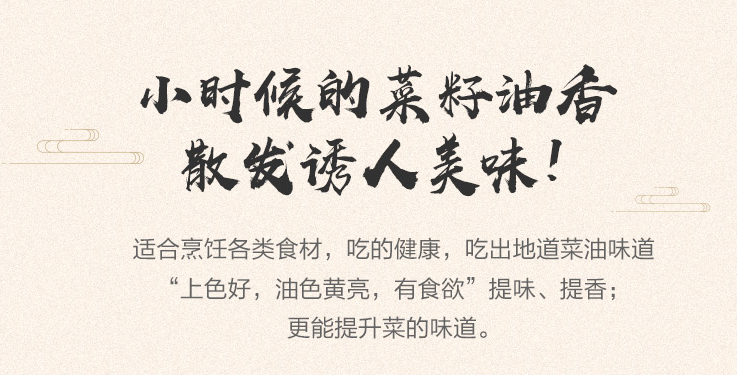 小时候的菜籽油香
散发诱人美味！
适合烹饪各类食材，吃的健康，吃出地道菜油味道
“上色好，油色黄亮，有食欲”提味、提香；
更能提升菜的味道。